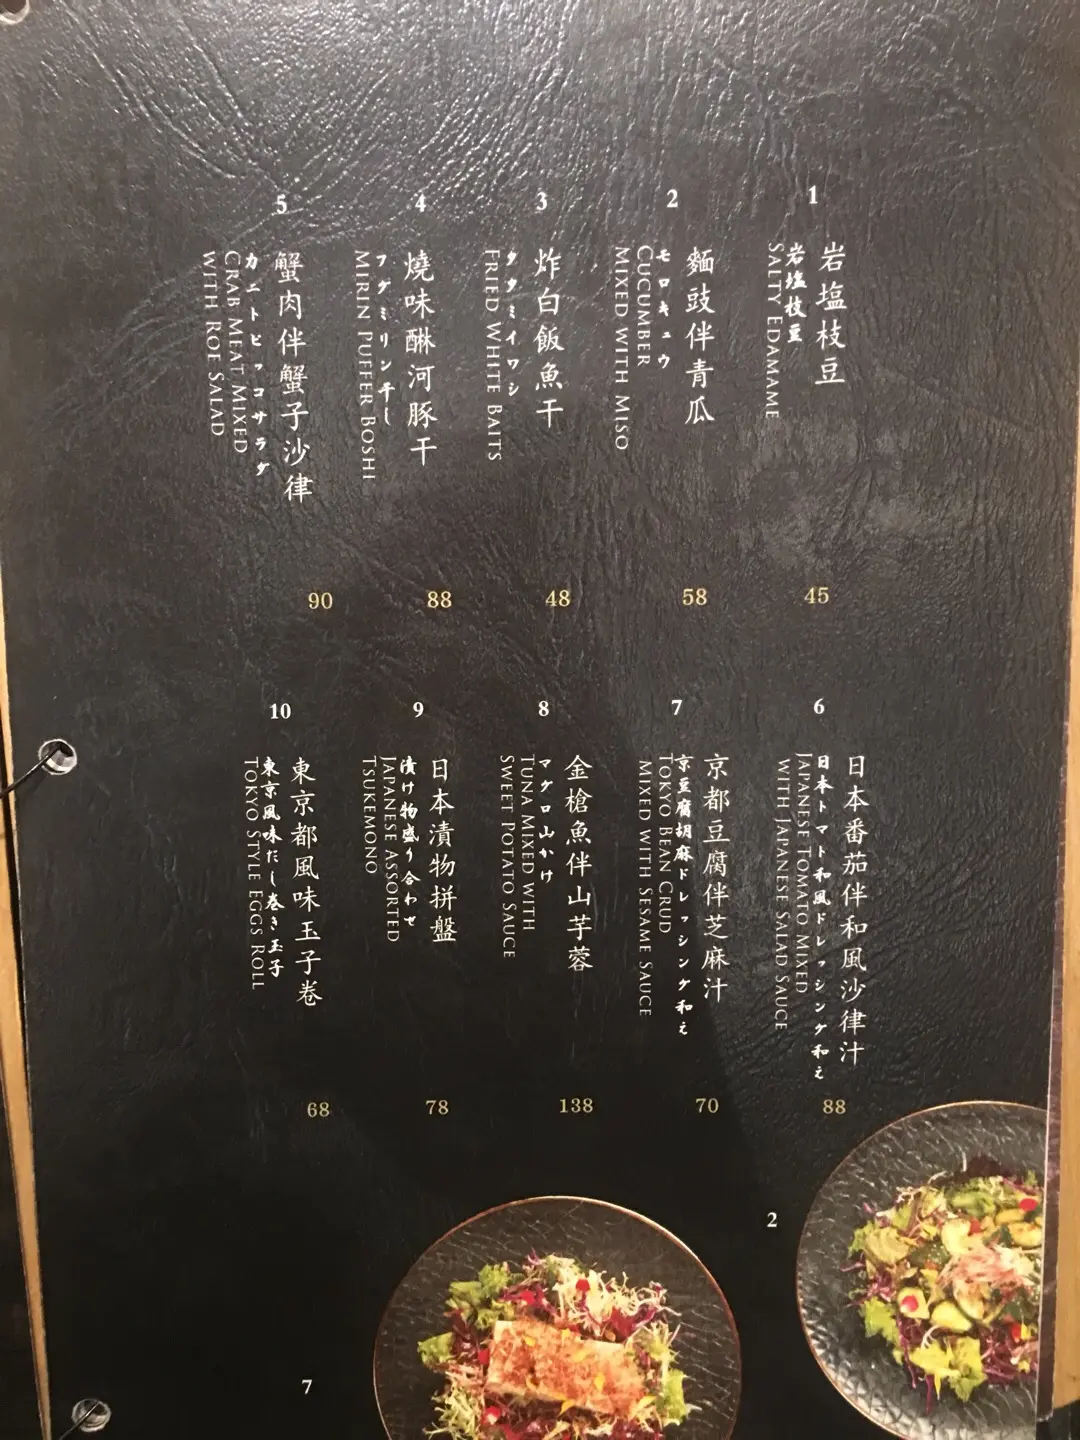 1
岩塩枝豆
岩塩枝豆
SALTY EDAMAME
45
2
麵豉伴青瓜
モロキュウ
CUCUMBER
MIXED WITH MISO
58
3
炸白飯魚干
タタミイワシ
FRIED WHITE BAITS
48
4
燒味醂河豚干
フグミリン干し
MIRIN PUFFER BOSHI
88
5
蟹肉伴蟹子沙律
カニトビッコサラダ
CRAB MEAT MIXED
WITH ROE SALAD
90
6
日本番茄伴和風沙律汁
日本トマト和風ドレッシング和え
JAPANESE TOMATO MIXED
WITH JAPANESE SALAD SAUCE
88
7
京都豆腐伴芝麻汁
京豆腐胡麻ドレッシング和え
TOKYO BEAN CRUD
MIXED WITH SESAME SAUCE
70
8
金槍魚伴山芋蓉
マグロ山かけ
TUNA MIXED WITH
SWEET POTATO SAUCE
138
9
日本漬物拼盤
漬け物盛り合わせ
JAPANESE ASSORTED
TSUKEMONO
78
10
東京都風味玉子卷
東京風味だし巻き玉子
TOKYO STYLE EGGS ROLL
68
2
7